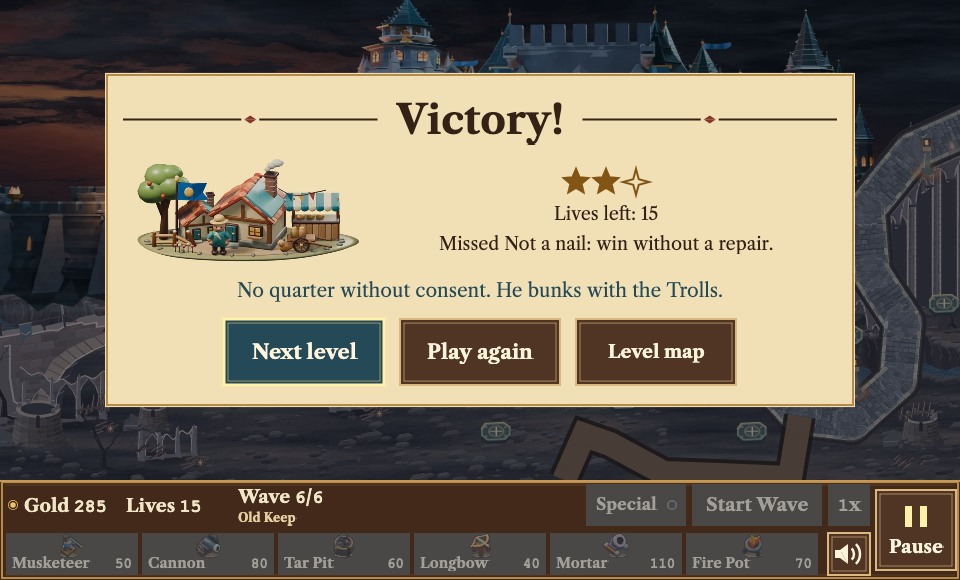 Victory!
Lives left: 15
Missed Not a nail: win without a repair.
No quarter without consent. He bunks with the Trolls.
Next level
Play again
Level map
Gold 285
Lives 15
Wave 6/6
Old Keep
Special
Start Wave
1x
Pause
Musketeer 50
Cannon 80
Tar Pit 60
Longbow 40
Mortar 110
Fire Pot 70